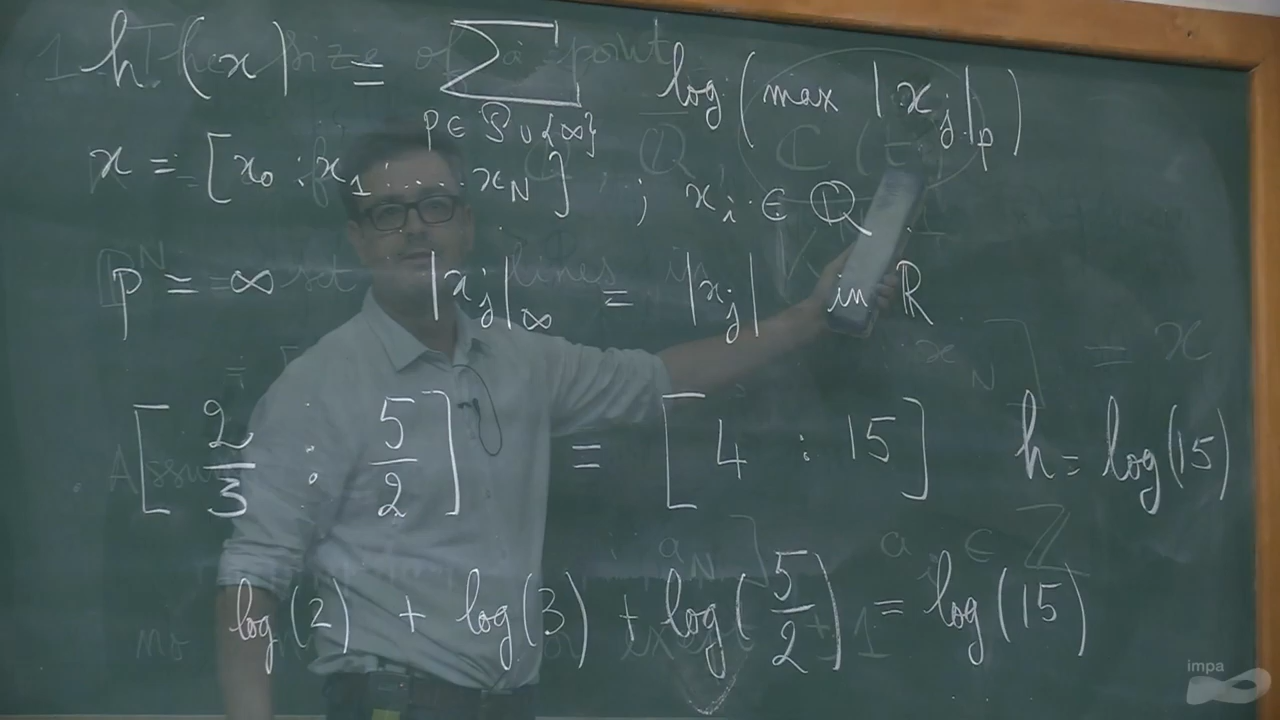 h(x) = Σ_{p ∈ 𝒫 ∪ {∞}} log(max |x_j|_p)
x = [x_0 : x_1 : .... x_N] ; x_i ∈ ℚ
p = ∞ |x_j|_∞ = |x_j| in ℝ
[2/3 : 5/2] = [4 : 15] h = log(15)
log(2) + log(3) + log(5/2) = log(15)
impa